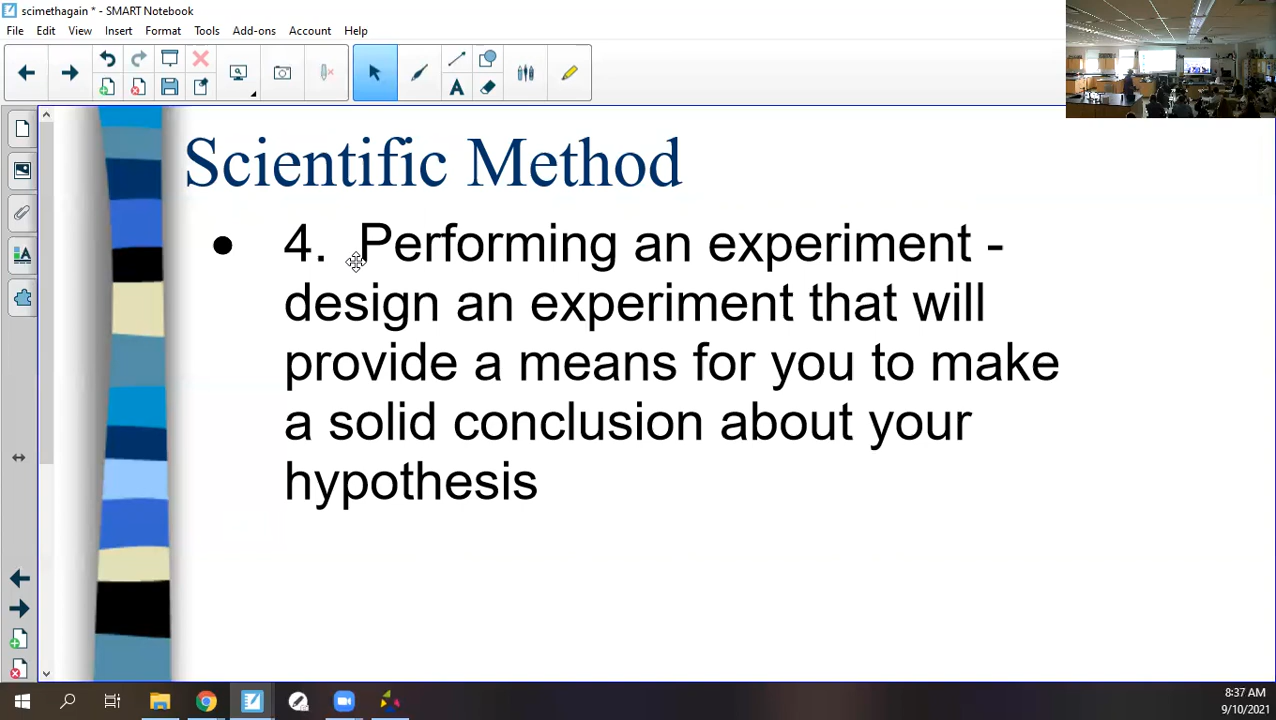 scimethagain * - SMART Notebook
File Edit View Insert Format Tools Add-ons Account Help
Scientific Method
• 4. Performing an experiment -
design an experiment that will
provide a means for you to make
a solid conclusion about your
hypothesis
8:37 AM
9/10/2021